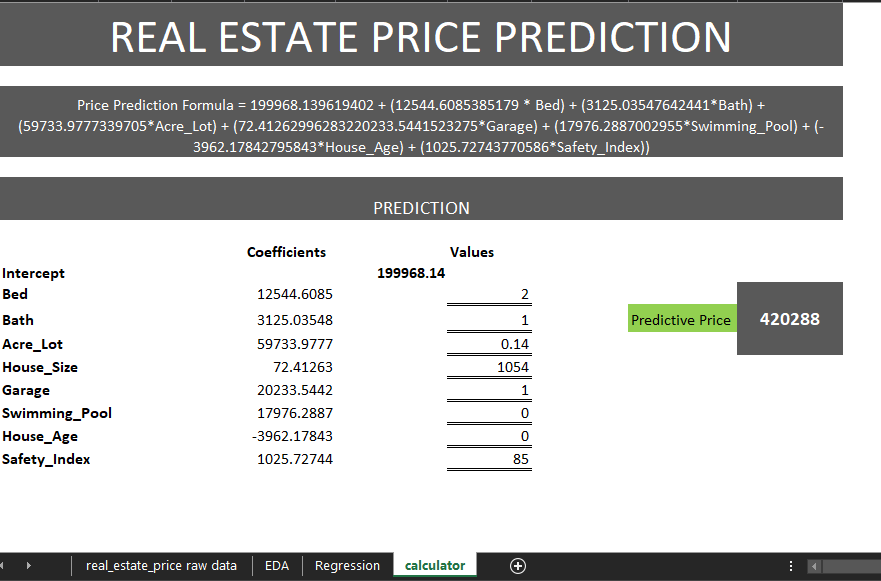 REAL ESTATE PRICE PREDICTION
Price Prediction Formula = 199968.139619402 + (12544.6085385179 * Bed) + (3125.03547642441*Bath) +
(59733.9777339705*Acre_Lot) + (72.41262996283220233.5441523275*Garage) + (17976.2887002955*Swimming_Pool) + (-
3962.17842795843*House_Age) + (1025.72743770586*Safety_Index))
PREDICTION
Coefficients Values
Intercept 199968.14
Bed 12544.6085 2
Bath 3125.03548 1
Predictive Price 420288
Acre_Lot 59733.9777 0.14
House_Size 72.41263 1054
Garage 20233.5442 1
Swimming_Pool 17976.2887 0
House_Age -3962.17843 0
Safety_Index 1025.72744 85
real_estate_price raw data EDA Regression calculator